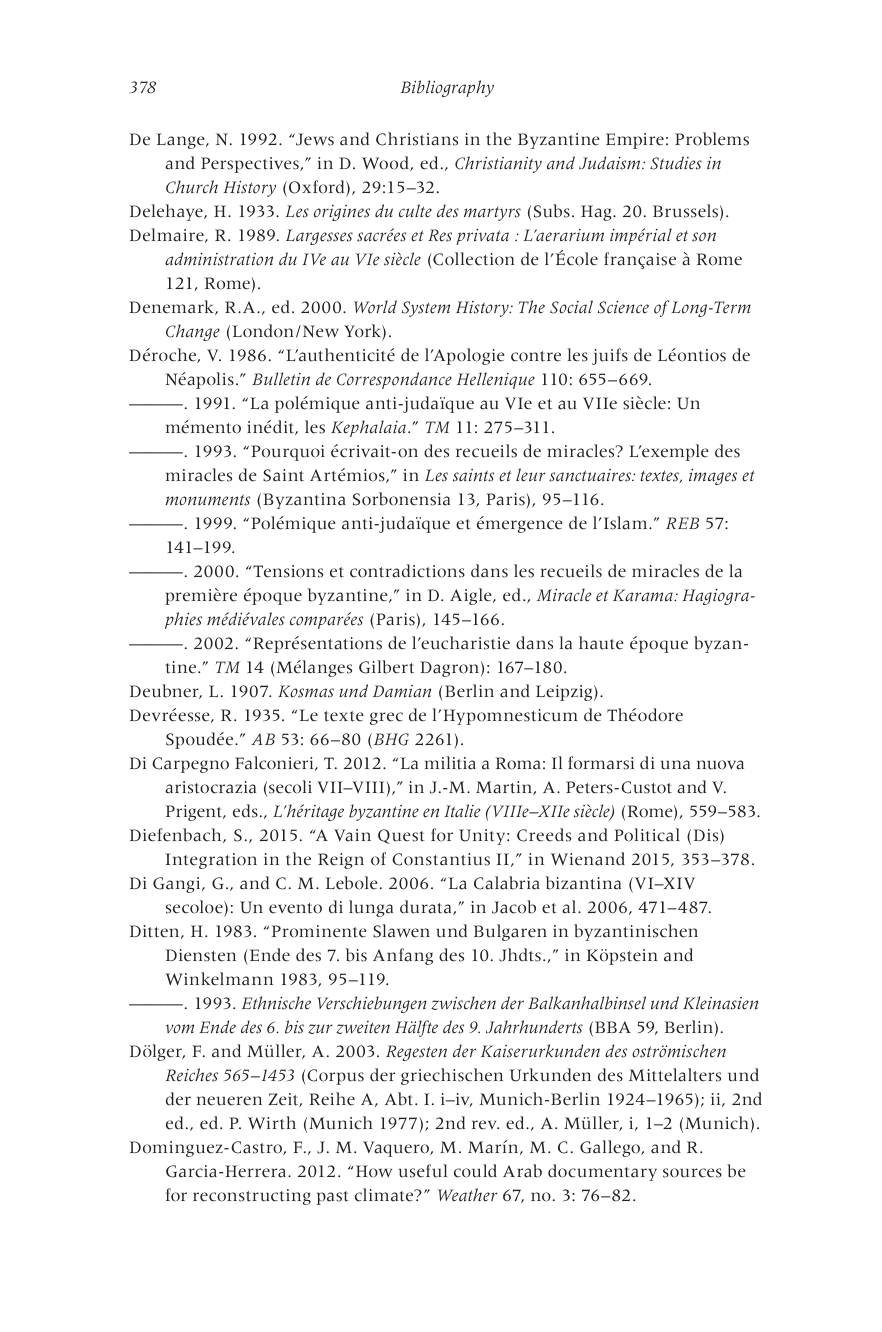 378 Bibliography
De Lange, N. 1992. “Jews and Christians in the Byzantine Empire: Problems
and Perspectives,” in D. Wood, ed., Christianity and Judaism: Studies in
Church History (Oxford), 29:15–32.
Delehaye, H. 1933. Les origines du culte des martyrs (Subs. Hag. 20. Brussels).
Delmaire, R. 1989. Largesses sacrées et Res privata : L’aerarium impérial et son
administration du IVe au VIe siècle (Collection de l’École française à Rome
121, Rome).
Denemark, R.A., ed. 2000. World System History: The Social Science of Long-Term
Change (London/New York).
Déroche, V. 1986. “L’authenticité de l’Apologie contre les juifs de Léontios de
Néapolis.” Bulletin de Correspondance Hellenique 110: 655–669.
———. 1991. “La polémique anti-judaïque au VIe et au VIIe siècle: Un
mémento inédit, les Kephalaia.” TM 11: 275–311.
———. 1993. “Pourquoi écrivait-on des recueils de miracles? L’exemple des
miracles de Saint Artémios,” in Les saints et leur sanctuaires: textes, images et
monuments (Byzantina Sorbonensia 13, Paris), 95–116.
———. 1999. “Polémique anti-judaïque et émergence de l’Islam.” REB 57:
141–199.
———. 2000. “Tensions et contradictions dans les recueils de miracles de la
première époque byzantine,” in D. Aigle, ed., Miracle et Karama: Hagiogra-
phies médiévales comparées (Paris), 145–166.
———. 2002. “Représentations de l’eucharistie dans la haute époque byzan-
tine.” TM 14 (Mélanges Gilbert Dagron): 167–180.
Deubner, L. 1907. Kosmas und Damian (Berlin and Leipzig).
Devréesse, R. 1935. “Le texte grec de l’Hypomnesticum de Théodore
Spoudée.” AB 53: 66–80 (BHG 2261).
Di Carpegno Falconieri, T. 2012. “La militia a Roma: Il formarsi di una nuova
aristocrazia (secoli VII–VIII),” in J.-M. Martin, A. Peters-Custot and V.
Prigent, eds., L’héritage byzantine en Italie (VIIIe–XIIe siècle) (Rome), 559–583.
Diefenbach, S., 2015. “A Vain Quest for Unity: Creeds and Political (Dis)
Integration in the Reign of Constantius II,” in Wienand 2015, 353–378.
Di Gangi, G., and C. M. Lebole. 2006. “La Calabria bizantina (VI–XIV
secoloe): Un evento di lunga durata,” in Jacob et al. 2006, 471–487.
Ditten, H. 1983. “Prominente Slawen und Bulgaren in byzantinischen
Diensten (Ende des 7. bis Anfang des 10. Jhdts.,” in Köpstein and
Winkelmann 1983, 95–119.
———. 1993. Ethnische Verschiebungen zwischen der Balkanhalbinsel und Kleinasien
vom Ende des 6. bis zur zweiten Hälfte des 9. Jahrhunderts (BBA 59, Berlin).
Dölger, F. and Müller, A. 2003. Regesten der Kaiserurkunden des oströmischen
Reiches 565–1453 (Corpus der griechischen Urkunden des Mittelalters und
der neueren Zeit, Reihe A, Abt. I. i–iv, Munich-Berlin 1924–1965); ii, 2nd
ed., ed. P. Wirth (Munich 1977); 2nd rev. ed., A. Müller, i, 1–2 (Munich).
Dominguez-Castro, F., J. M. Vaquero, M. Marín, M. C. Gallego, and R.
Garcia-Herrera. 2012. “How useful could Arab documentary sources be
for reconstructing past climate?” Weather 67, no. 3: 76–82.